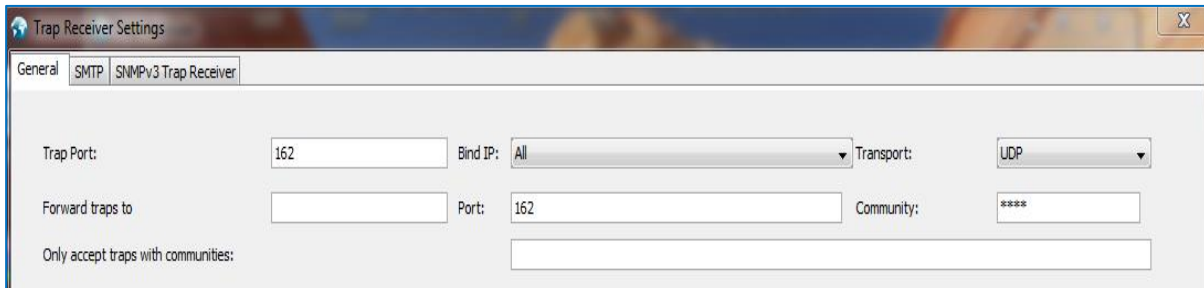 Trap Receiver Settings
X
General SMTP SNMPv3 Trap Receiver
Trap Port: 162 Bind IP: All Transport: UDP
Forward traps to Port: 162 Community: ****
Only accept traps with communities: